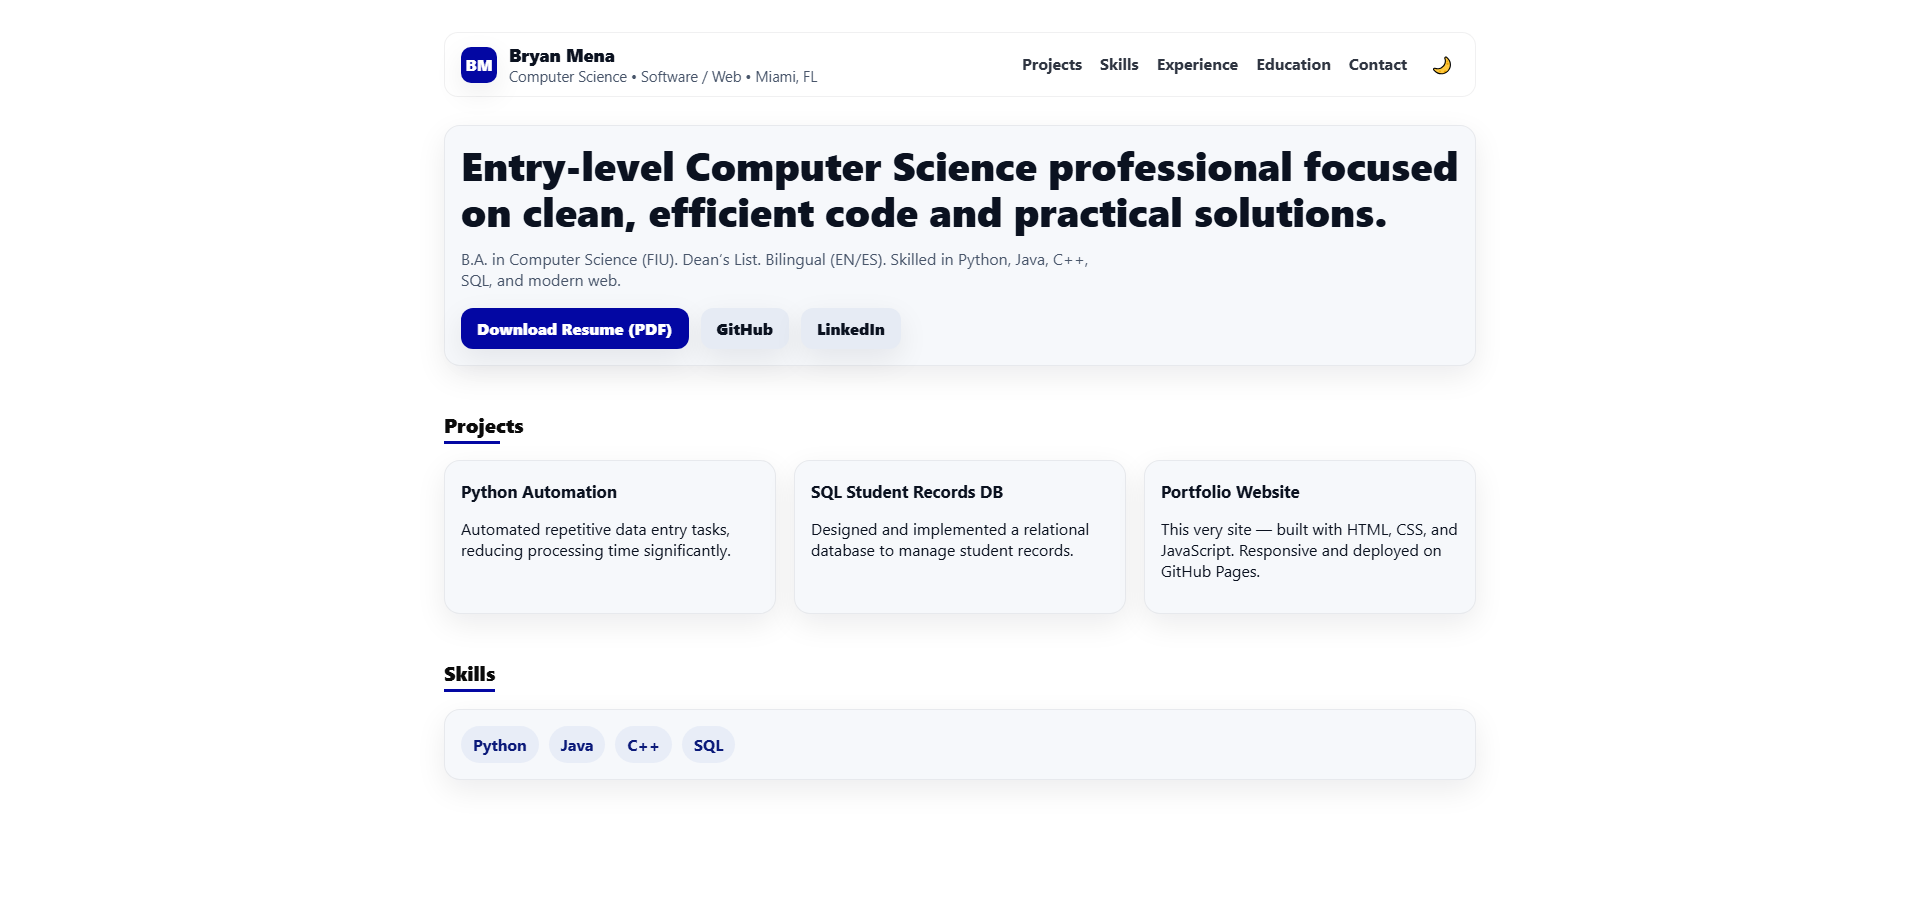 BM
Bryan Mena
Computer Science • Software / Web • Miami, FL
Projects
Skills
Experience
Education
Contact
Entry-level Computer Science professional focused
on clean, efficient code and practical solutions.
B.A. in Computer Science (FIU). Dean’s List. Bilingual (EN/ES). Skilled in Python, Java, C++,
SQL, and modern web.
Download Resume (PDF)
GitHub
LinkedIn
Projects
Python Automation
Automated repetitive data entry tasks,
reducing processing time significantly.
SQL Student Records DB
Designed and implemented a relational
database to manage student records.
Portfolio Website
This very site — built with HTML, CSS, and
JavaScript. Responsive and deployed on
GitHub Pages.
Skills
Python
Java
C++
SQL